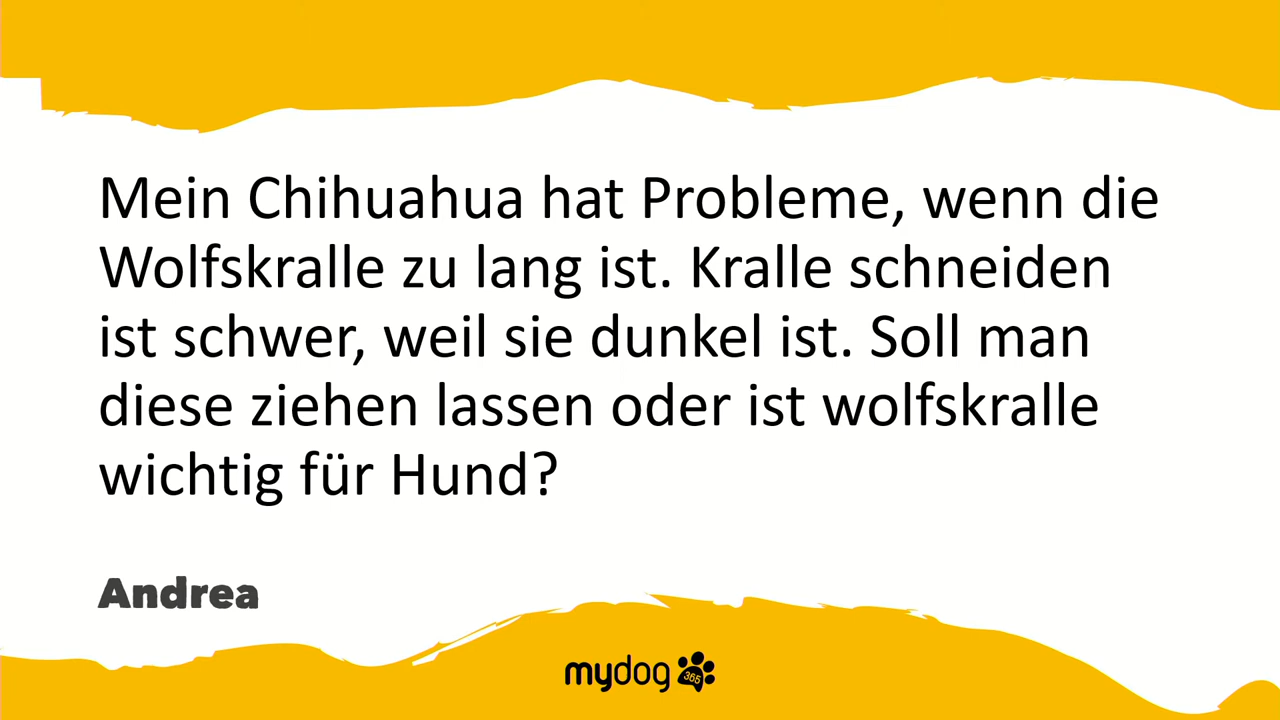 Mein Chihuahua hat Probleme, wenn die
Wolfskralle zu lang ist. Kralle schneiden
ist schwer, weil sie dunkel ist. Soll man
diese ziehen lassen oder ist wolfskralle
wichtig für Hund?
Andrea
mydog 365